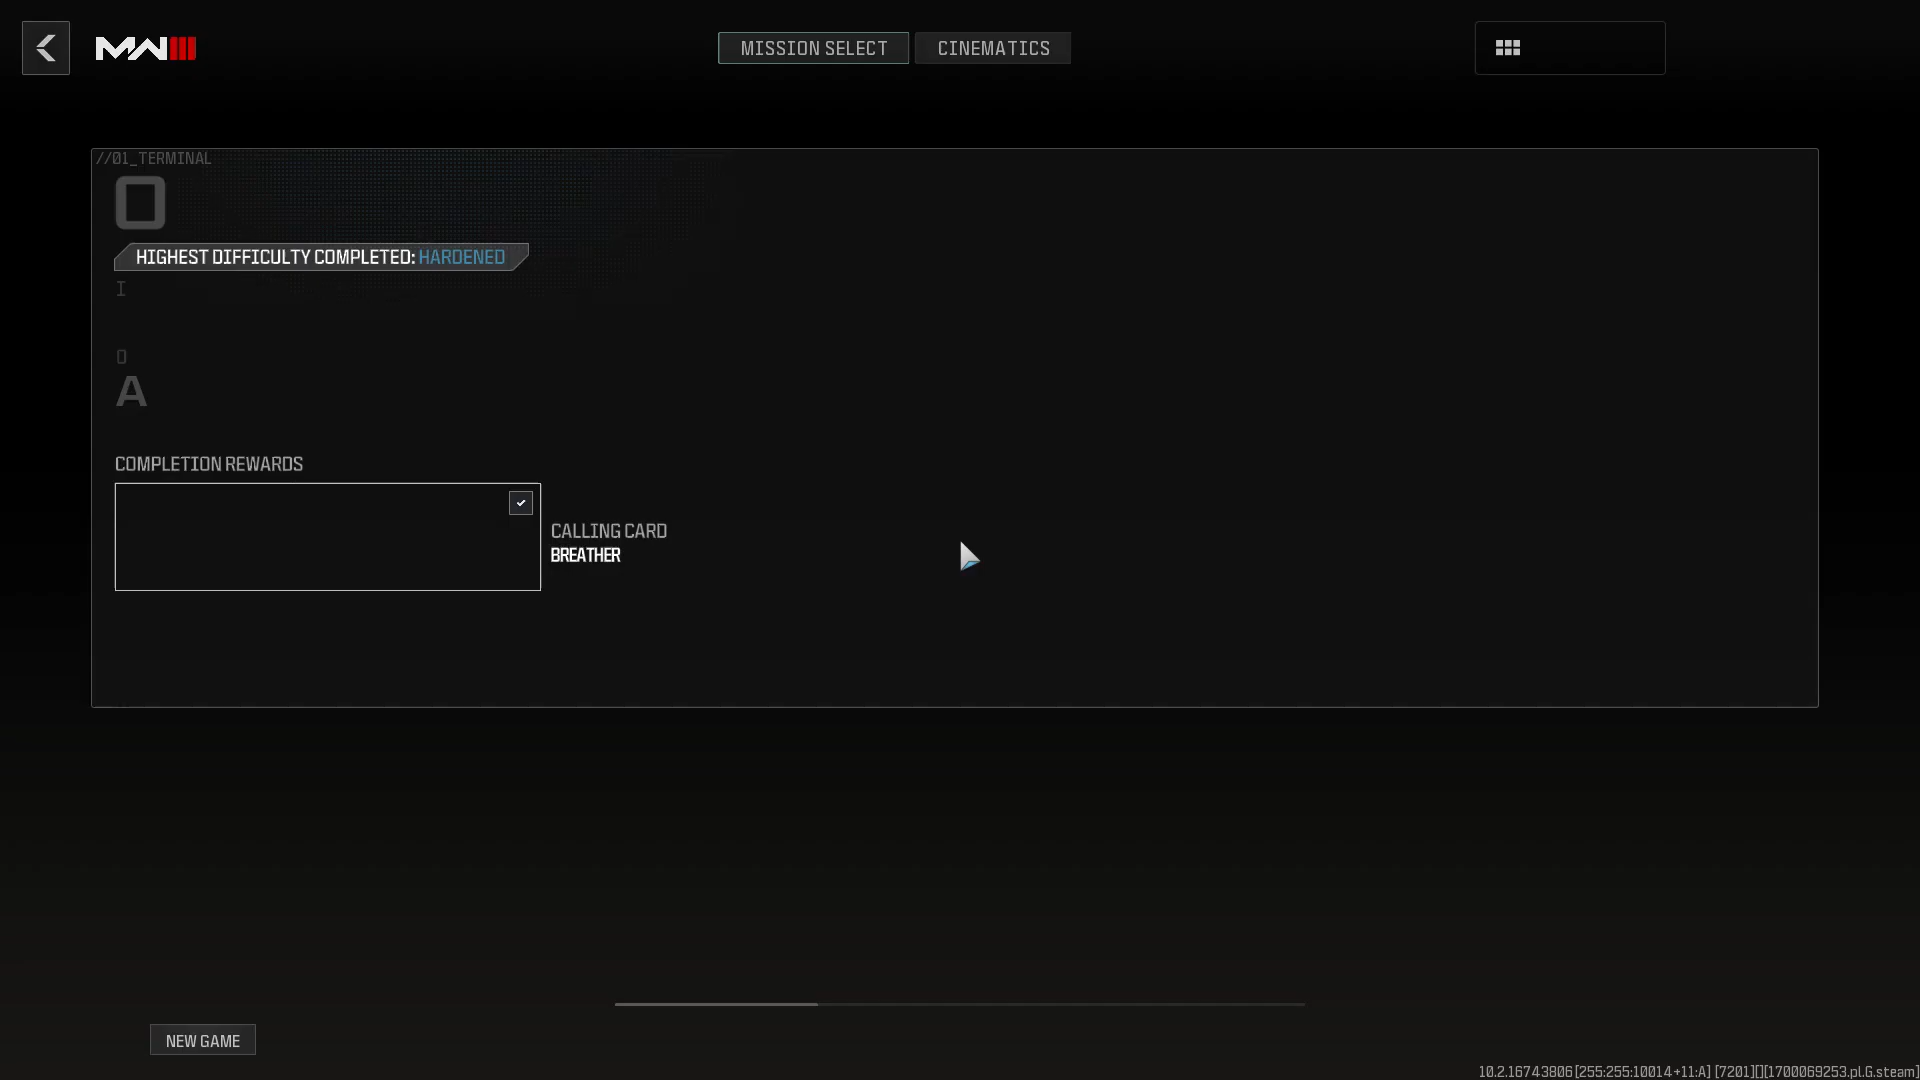 MWIII
MISSION SELECT
CINEMATICS
//01_TERMINAL
O
HIGHEST DIFFICULTY COMPLETED: HARDENED
I
O
A
COMPLETION REWARDS
CALLING CARD
BREATHER
NEW GAME
10.2.16743806[255:255:10014+11:A] [7201][][1700069253.pl.G.steam]